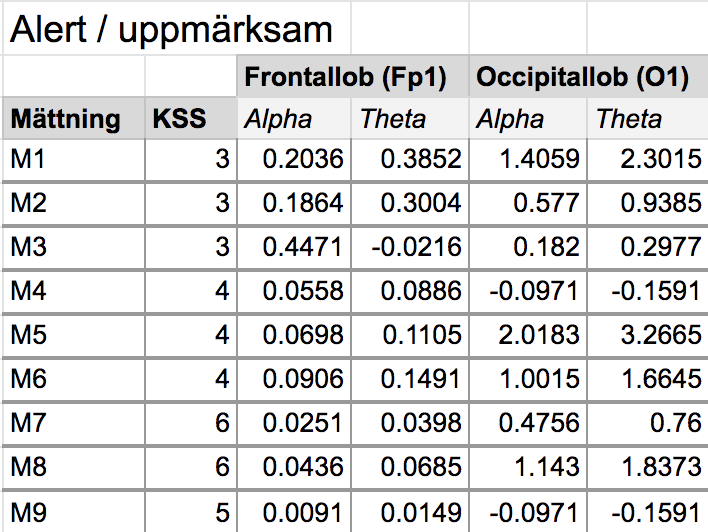 Alert / uppmärksam
Frontallob (Fp1) Occipitallob (O1)
Mättning KSS Alpha Theta Alpha Theta
M1 3 0.2036 0.3852 1.4059 2.3015
M2 3 0.1864 0.3004 0.577 0.9385
M3 3 0.4471 -0.0216 0.182 0.2977
M4 4 0.0558 0.0886 -0.0971 -0.1591
M5 4 0.0698 0.1105 2.0183 3.2665
M6 4 0.0906 0.1491 1.0015 1.6645
M7 6 0.0251 0.0398 0.4756 0.76
M8 6 0.0436 0.0685 1.143 1.8373
M9 5 0.0091 0.0149 -0.0971 -0.1591